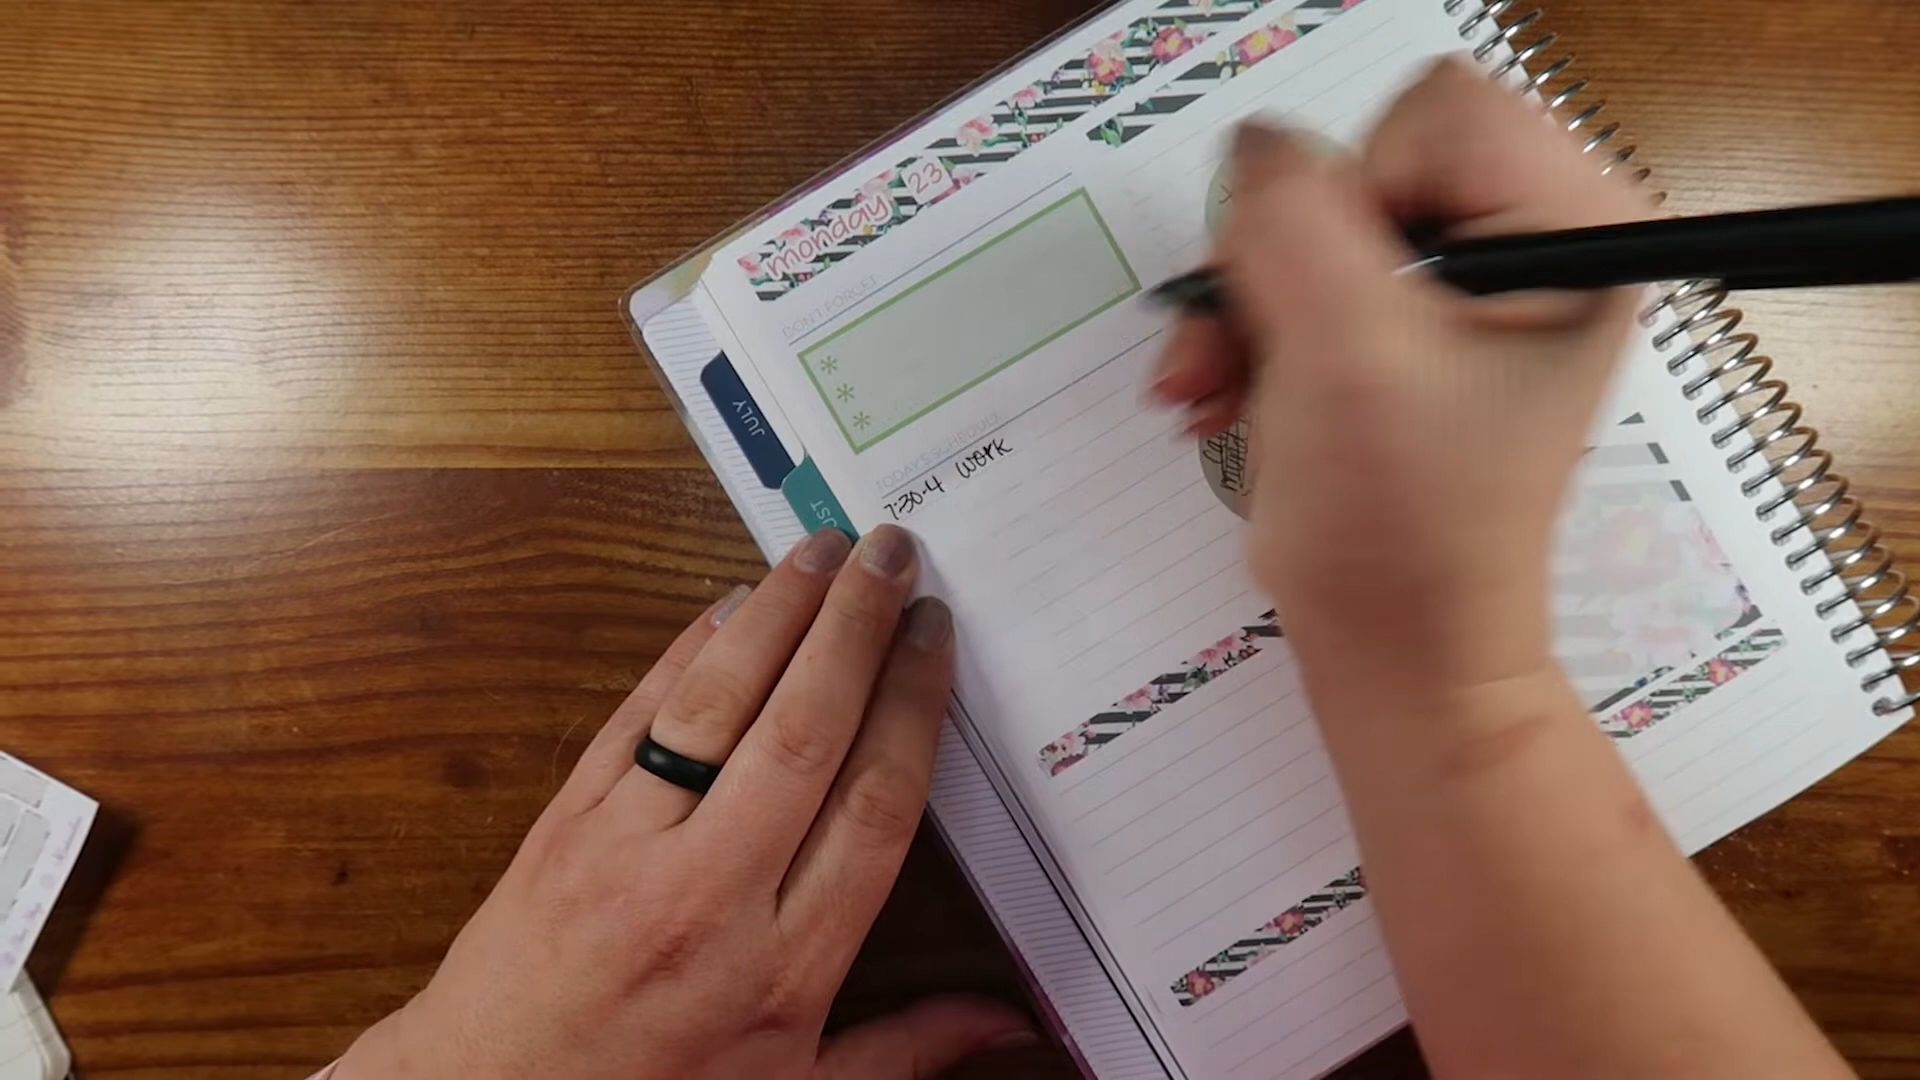 monday 23
DON'T FORGET:
*
*
*
TODAY'S SCHEDULE
7:30-4 work
JULY
UST